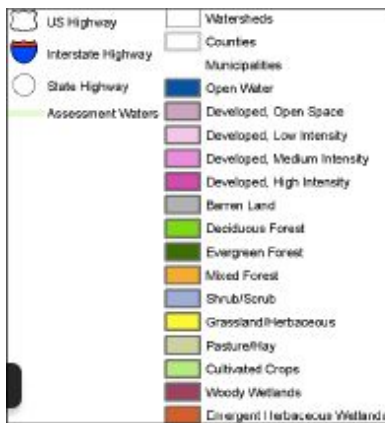 US Highway
Interstate Highway
State Highway
Assessment Waters
Watersheds
Counties
Municipalities
Open Water
Developed, Open Space
Developed, Low Intensity
Developed, Medium Intensity
Developed, High Intensity
Barren Land
Deciduous Forest
Evergreen Forest
Mixed Forest
Shrub/Scrub
Grassland/Herbaceous
Pasture/Hay
Cultivated Crops
Woody Wetlands
Emergent Herbaceous Wetlands